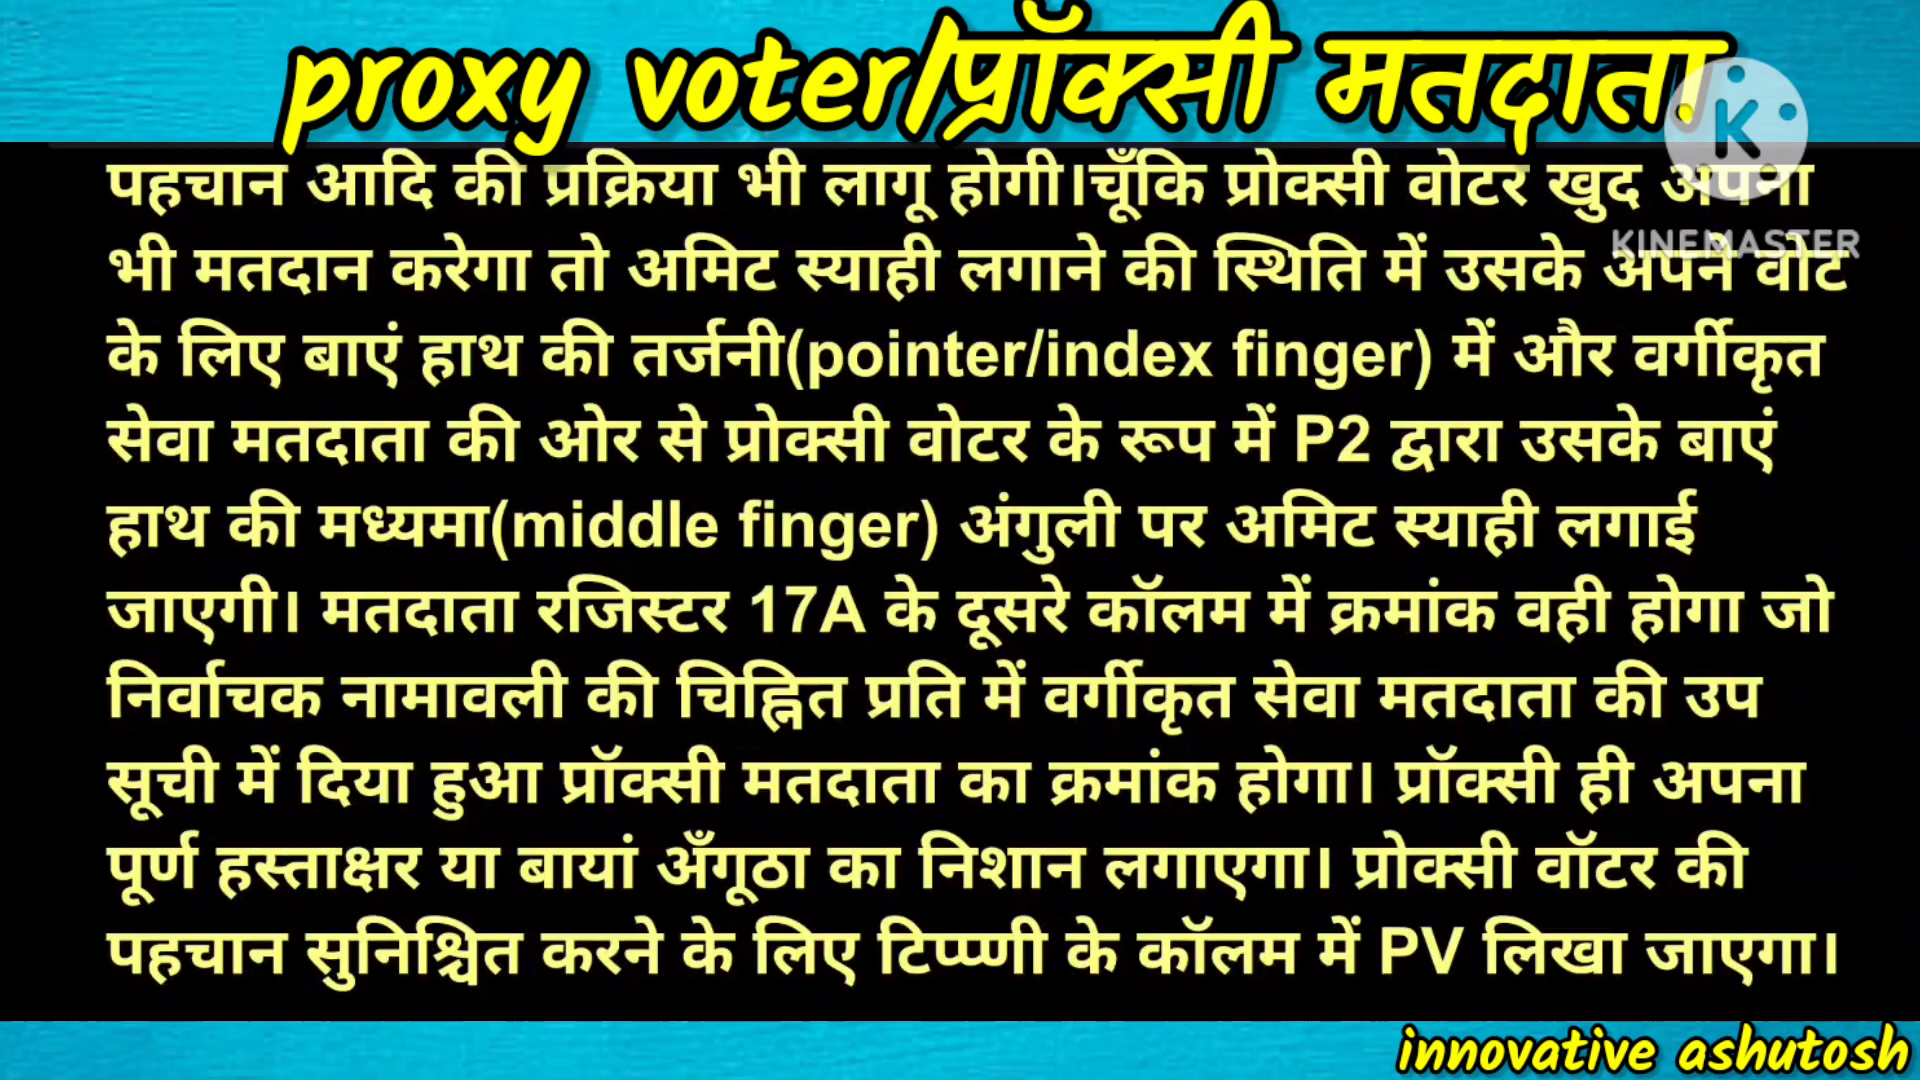 proxy voter/प्रॉक्सी मतदाता
पहचान आदि की प्रक्रिया भी लागू होगी।चूँकि प्रोक्सी वोटर खुद अपना
भी मतदान करेगा तो अमिट स्याही लगाने की स्थिति में उसके अपने वोट
के लिए बाएं हाथ की तर्जनी(pointer/index finger) में और वर्गीकृत
सेवा मतदाता की ओर से प्रोक्सी वोटर के रूप में P2 द्वारा उसके बाएं
हाथ की मध्यमा(middle finger) अंगुली पर अमिट स्याही लगाई
जाएगी। मतदाता रजिस्टर 17A के दूसरे कॉलम में क्रमांक वही होगा जो
निर्वाचक नामावली की चिह्नित प्रति में वर्गीकृत सेवा मतदाता की उप
सूची में दिया हुआ प्रॉक्सी मतदाता का क्रमांक होगा। प्रॉक्सी ही अपना
पूर्ण हस्ताक्षर या बायां अँगूठा का निशान लगाएगा। प्रोक्सी वॉटर की
पहचान सुनिश्चित करने के लिए टिप्प्णी के कॉलम में PV लिखा जाएगा।
K
KINEMASTER
innovative ashutosh